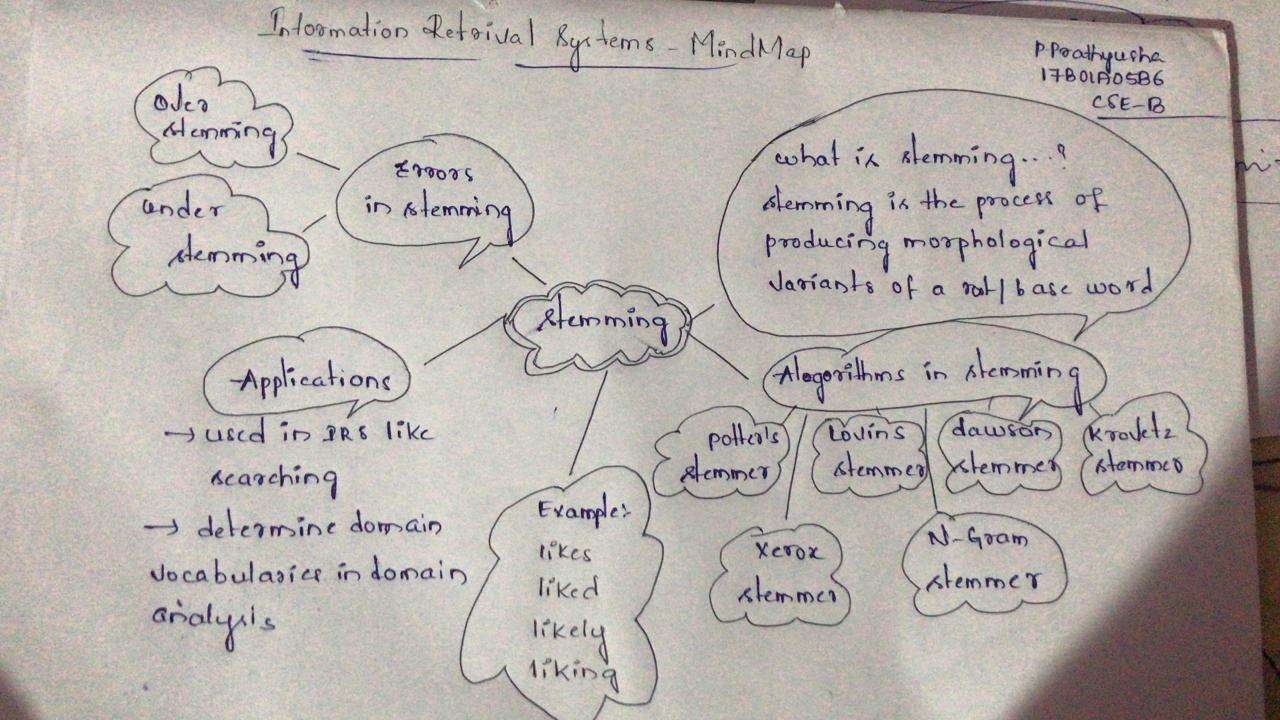 Information Retrival Systems - MindMap
P Prathyusha
17B01A05B6
CSE-B
Over
stemming
under
stemming
Errors
in stemming
what is stemming...?
stemming is the process of
producing morphological
variants of a rot/base word
stemming
Applications
→ used in IRS like
searching
→ determine domain
vocabularies in domain
analysis
Example:-
likes
liked
likely
liking
Alogorithms in stemming
potter's
stemmer
Lovins
stemmer
dawson
stemmer
Krovetz
stemmer
Xerox
stemmer
N-Gram
stemmer